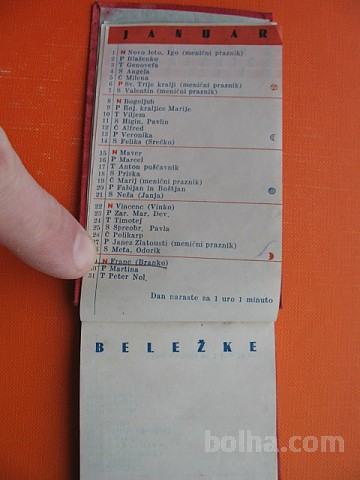 JANUAR
1 N Novo leto, Igo (menični praznik)
2 P Blaženko
3 T Genovefa
4 S Angela
5 Č Milena
6 P Sv. Trije kralji (menični praznik)
7 S Valentin (menični praznik)
8 N Bogoljub
9 P Roj. kraljice Marije
10 T Viljem
11 S Higin, Pavlin
12 Č Alfred
13 P Veronika
14 S Feliks (Srečko)
15 N Maver
16 P Marcel
17 T Anton puščavnik
18 S Priska
19 Č Marij (menični praznik)
20 P Fabijan in Boštjan
21 S Neža (Janja)
22 N Vincenc (Vinko)
23 P Zar. Mar. Dev.
24 T Timotej
25 S Spreobr. Pavla
26 Č Polikarp
27 P Janez Zlatousti (menični praznik)
S Meta, Odorik
N Franc (Branko)
30 P Martina
31 T Peter Nol.
Dan naraste za 1 uro 1 minuto
BELEŽKE
bolha.com